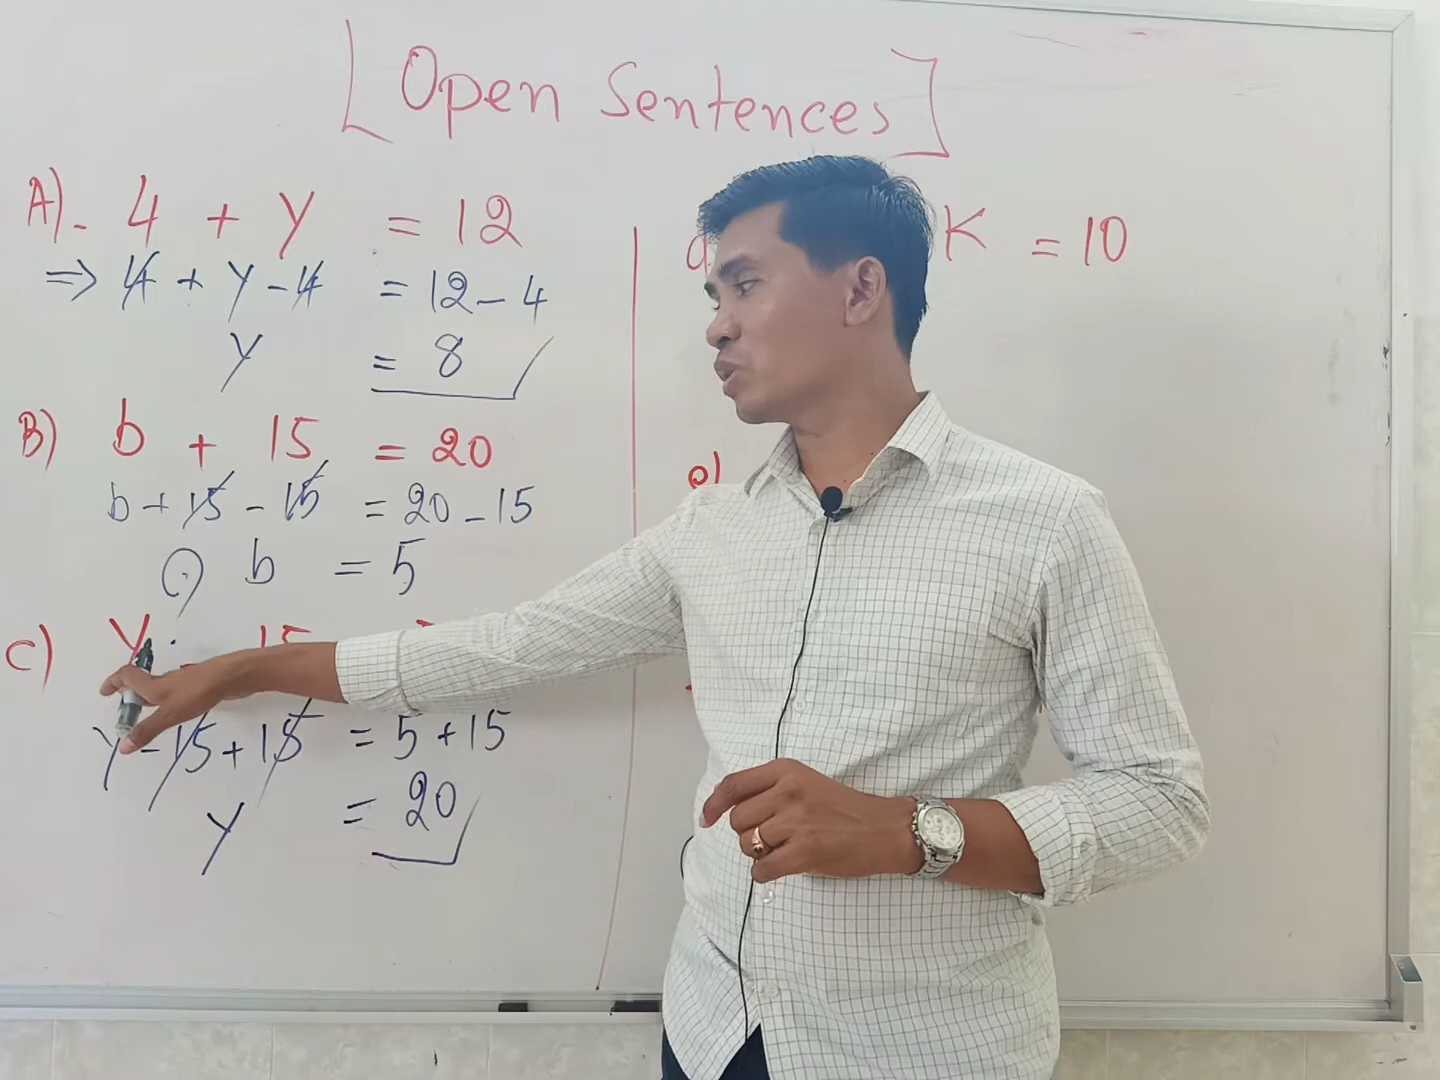 [Open Sentences]
A)- 4 + y = 12
⇒ 4 + y - 4 = 12 - 4
y = 8
B) b + 15 = 20
b + 15 - 15 = 20 - 15
b = 5
C) y - 15
y - 15 + 15 = 5 + 15
y = 20
d K = 10
e)